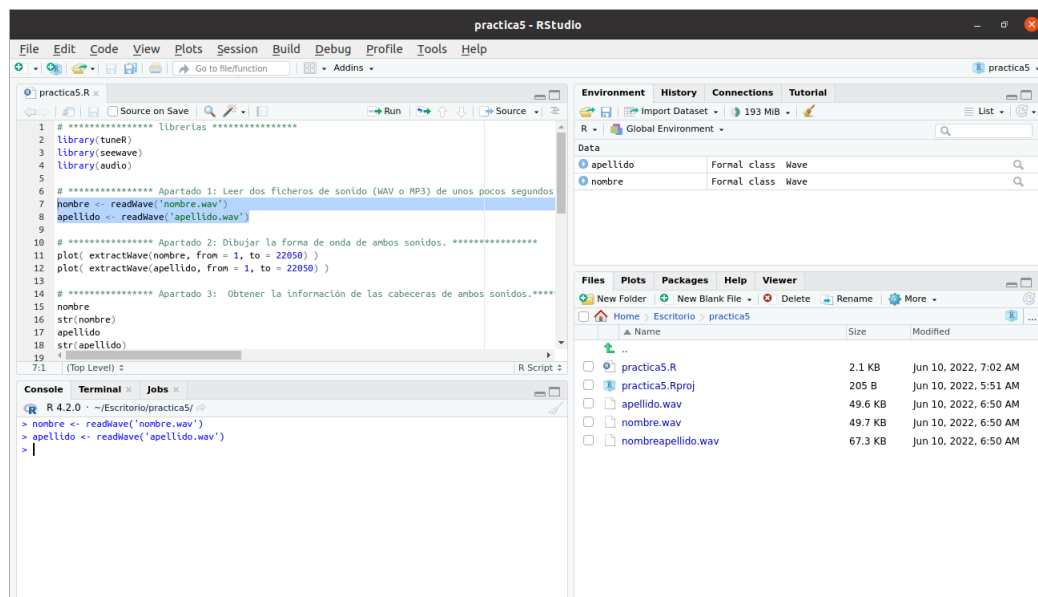 practica5 - RStudio
File Edit Code View Plots Session Build Debug Profile Tools Help
Go to file/function Addins practica5
practica5.R
Source on Save Run Source
1 # **************** librerias ****************
2 library(tuneR)
3 library(seewave)
4 library(audio)
5
6 # **************** Apartado 1: Leer dos ficheros de sonido (WAV o MP3) de unos pocos segundos
7 nombre <- readWave('nombre.wav')
8 apellido <- readWave('apellido.wav')
9
10 # **************** Apartado 2: Dibujar la forma de onda de ambos sonidos. ****************
11 plot( extractWave(nombre, from = 1, to = 22050) )
12 plot( extractWave(apellido, from = 1, to = 22050) )
13
14 # **************** Apartado 3:  Obtener la información de las cabeceras de ambos sonidos.****
15 nombre
16 str(nombre)
17 apellido
18 str(apellido)
19
7:1 (Top Level) R Script
Console Terminal Jobs
R 4.2.0 · ~/Escritorio/practica5/
> nombre <- readWave('nombre.wav')
> apellido <- readWave('apellido.wav')
>
Environment History Connections Tutorial
Import Dataset 193 MiB List
R Global Environment
Data
apellido Formal class Wave
nombre Formal class Wave
Files Plots Packages Help Viewer
New Folder New Blank File Delete Rename More
Home Escritorio practica5 ...
Name Size Modified
..
practica5.R 2.1 KB Jun 10, 2022, 7:02 AM
practica5.Rproj 205 B Jun 10, 2022, 5:51 AM
apellido.wav 49.6 KB Jun 10, 2022, 6:50 AM
nombre.wav 49.7 KB Jun 10, 2022, 6:50 AM
nombreapellido.wav 67.3 KB Jun 10, 2022, 6:50 AM